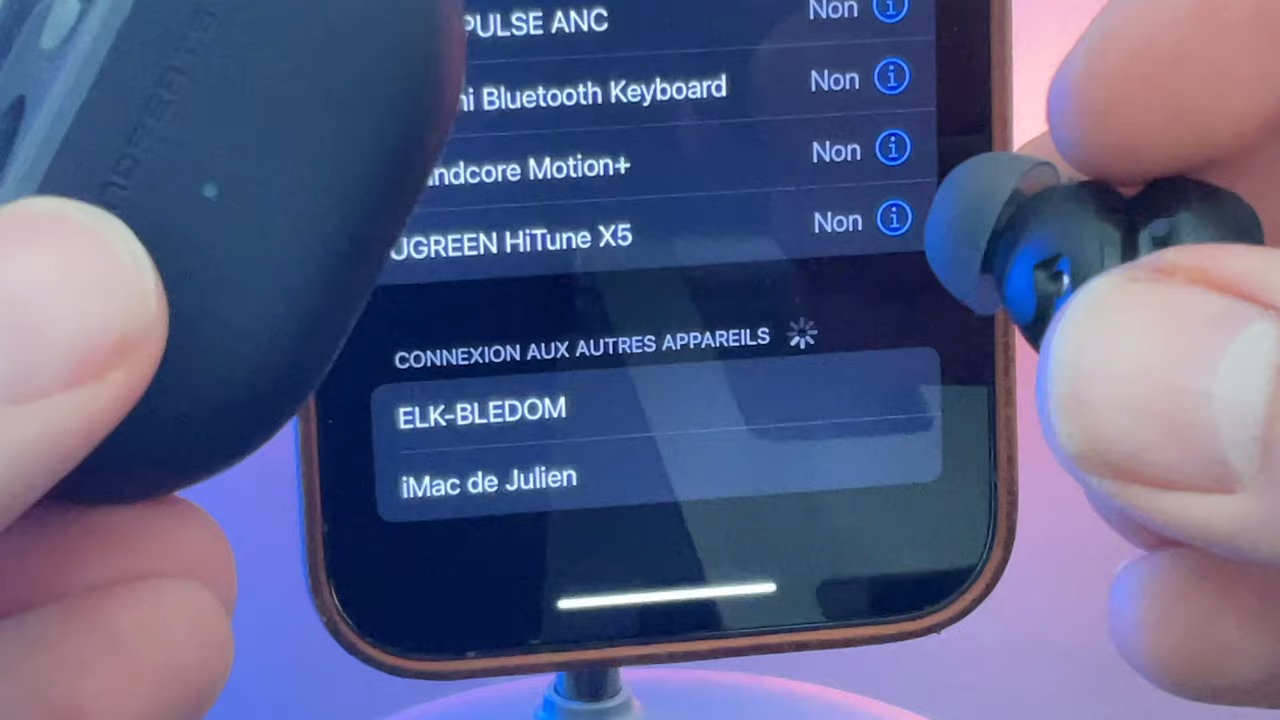 PULSE ANC Non
Bluetooth Keyboard Non
Motion+ Non
UGREEN HiTune X5 Non
CONNEXION AUX AUTRES APPAREILS
ELK-BLEDOM
iMac de Julien